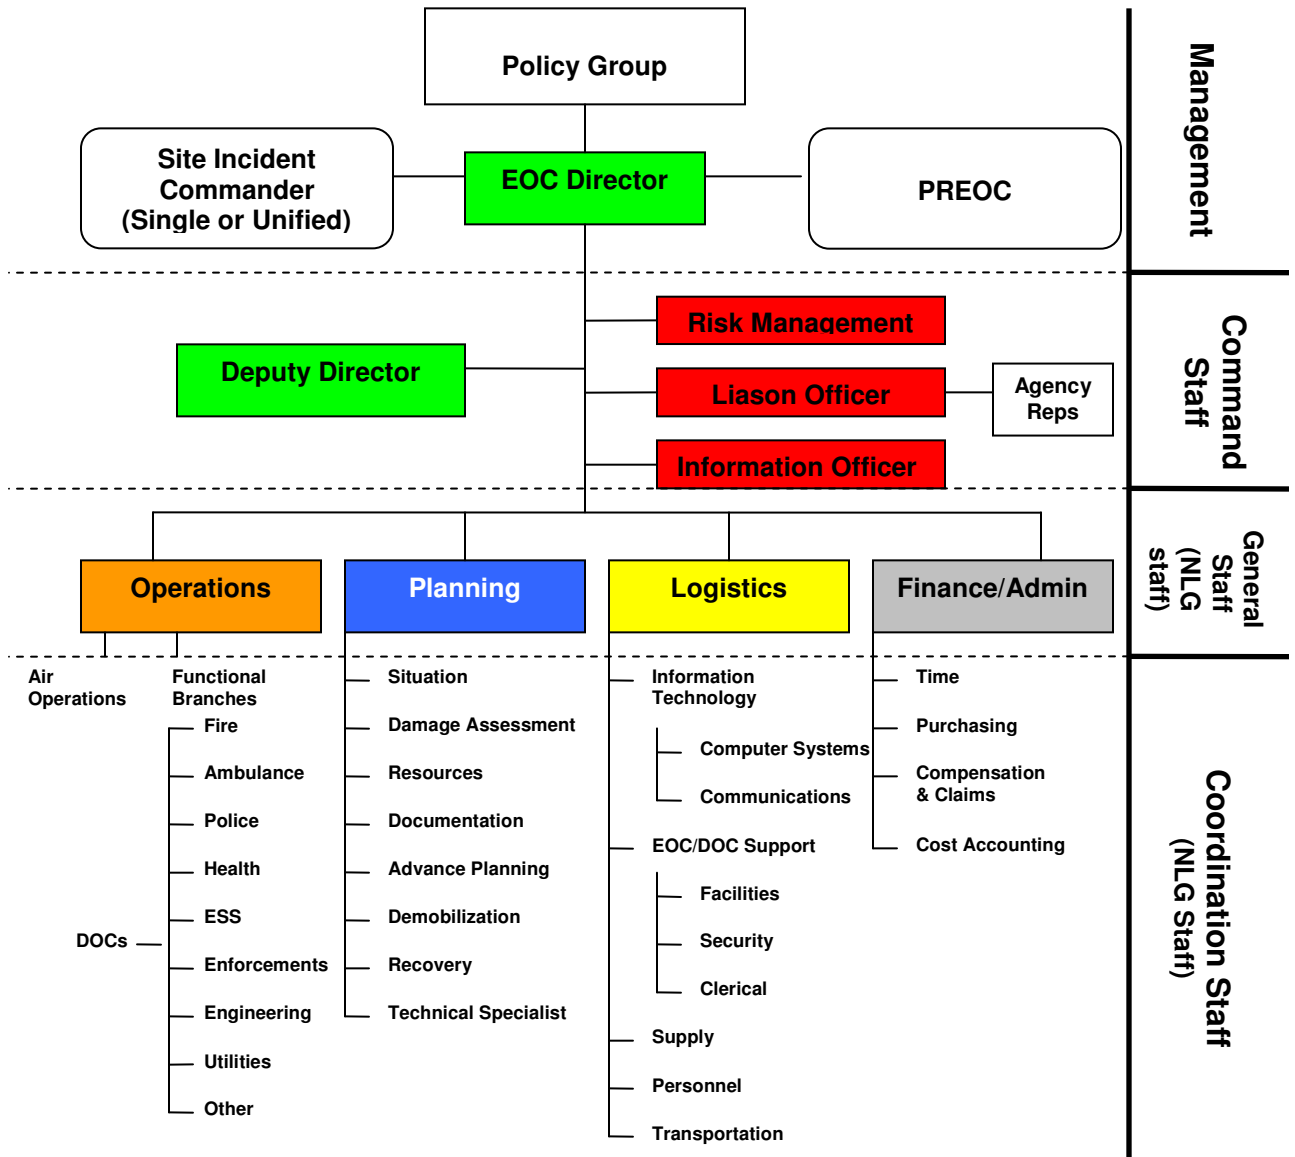 Policy Group
Site Incident
Commander
(Single or Unified)
EOC Director
PREOC
Management
Risk Management
Deputy Director
Liason Officer
Agency
Reps
Information Officer
Command
Staff
Operations
Planning
Logistics
Finance/Admin
General
Staff
(NLG
staff)
Air
Operations
Functional
Branches
Fire
Ambulance
Police
Health
ESS
DOCs
Enforcements
Engineering
Utilities
Other
Situation
Damage Assessment
Resources
Documentation
Advance Planning
Demobilization
Recovery
Technical Specialist
Information
Technology
Computer Systems
Communications
EOC/DOC Support
Facilities
Security
Clerical
Supply
Personnel
Transportation
Time
Purchasing
Compensation
& Claims
Cost Accounting
Coordination Staff
(NLG Staff)